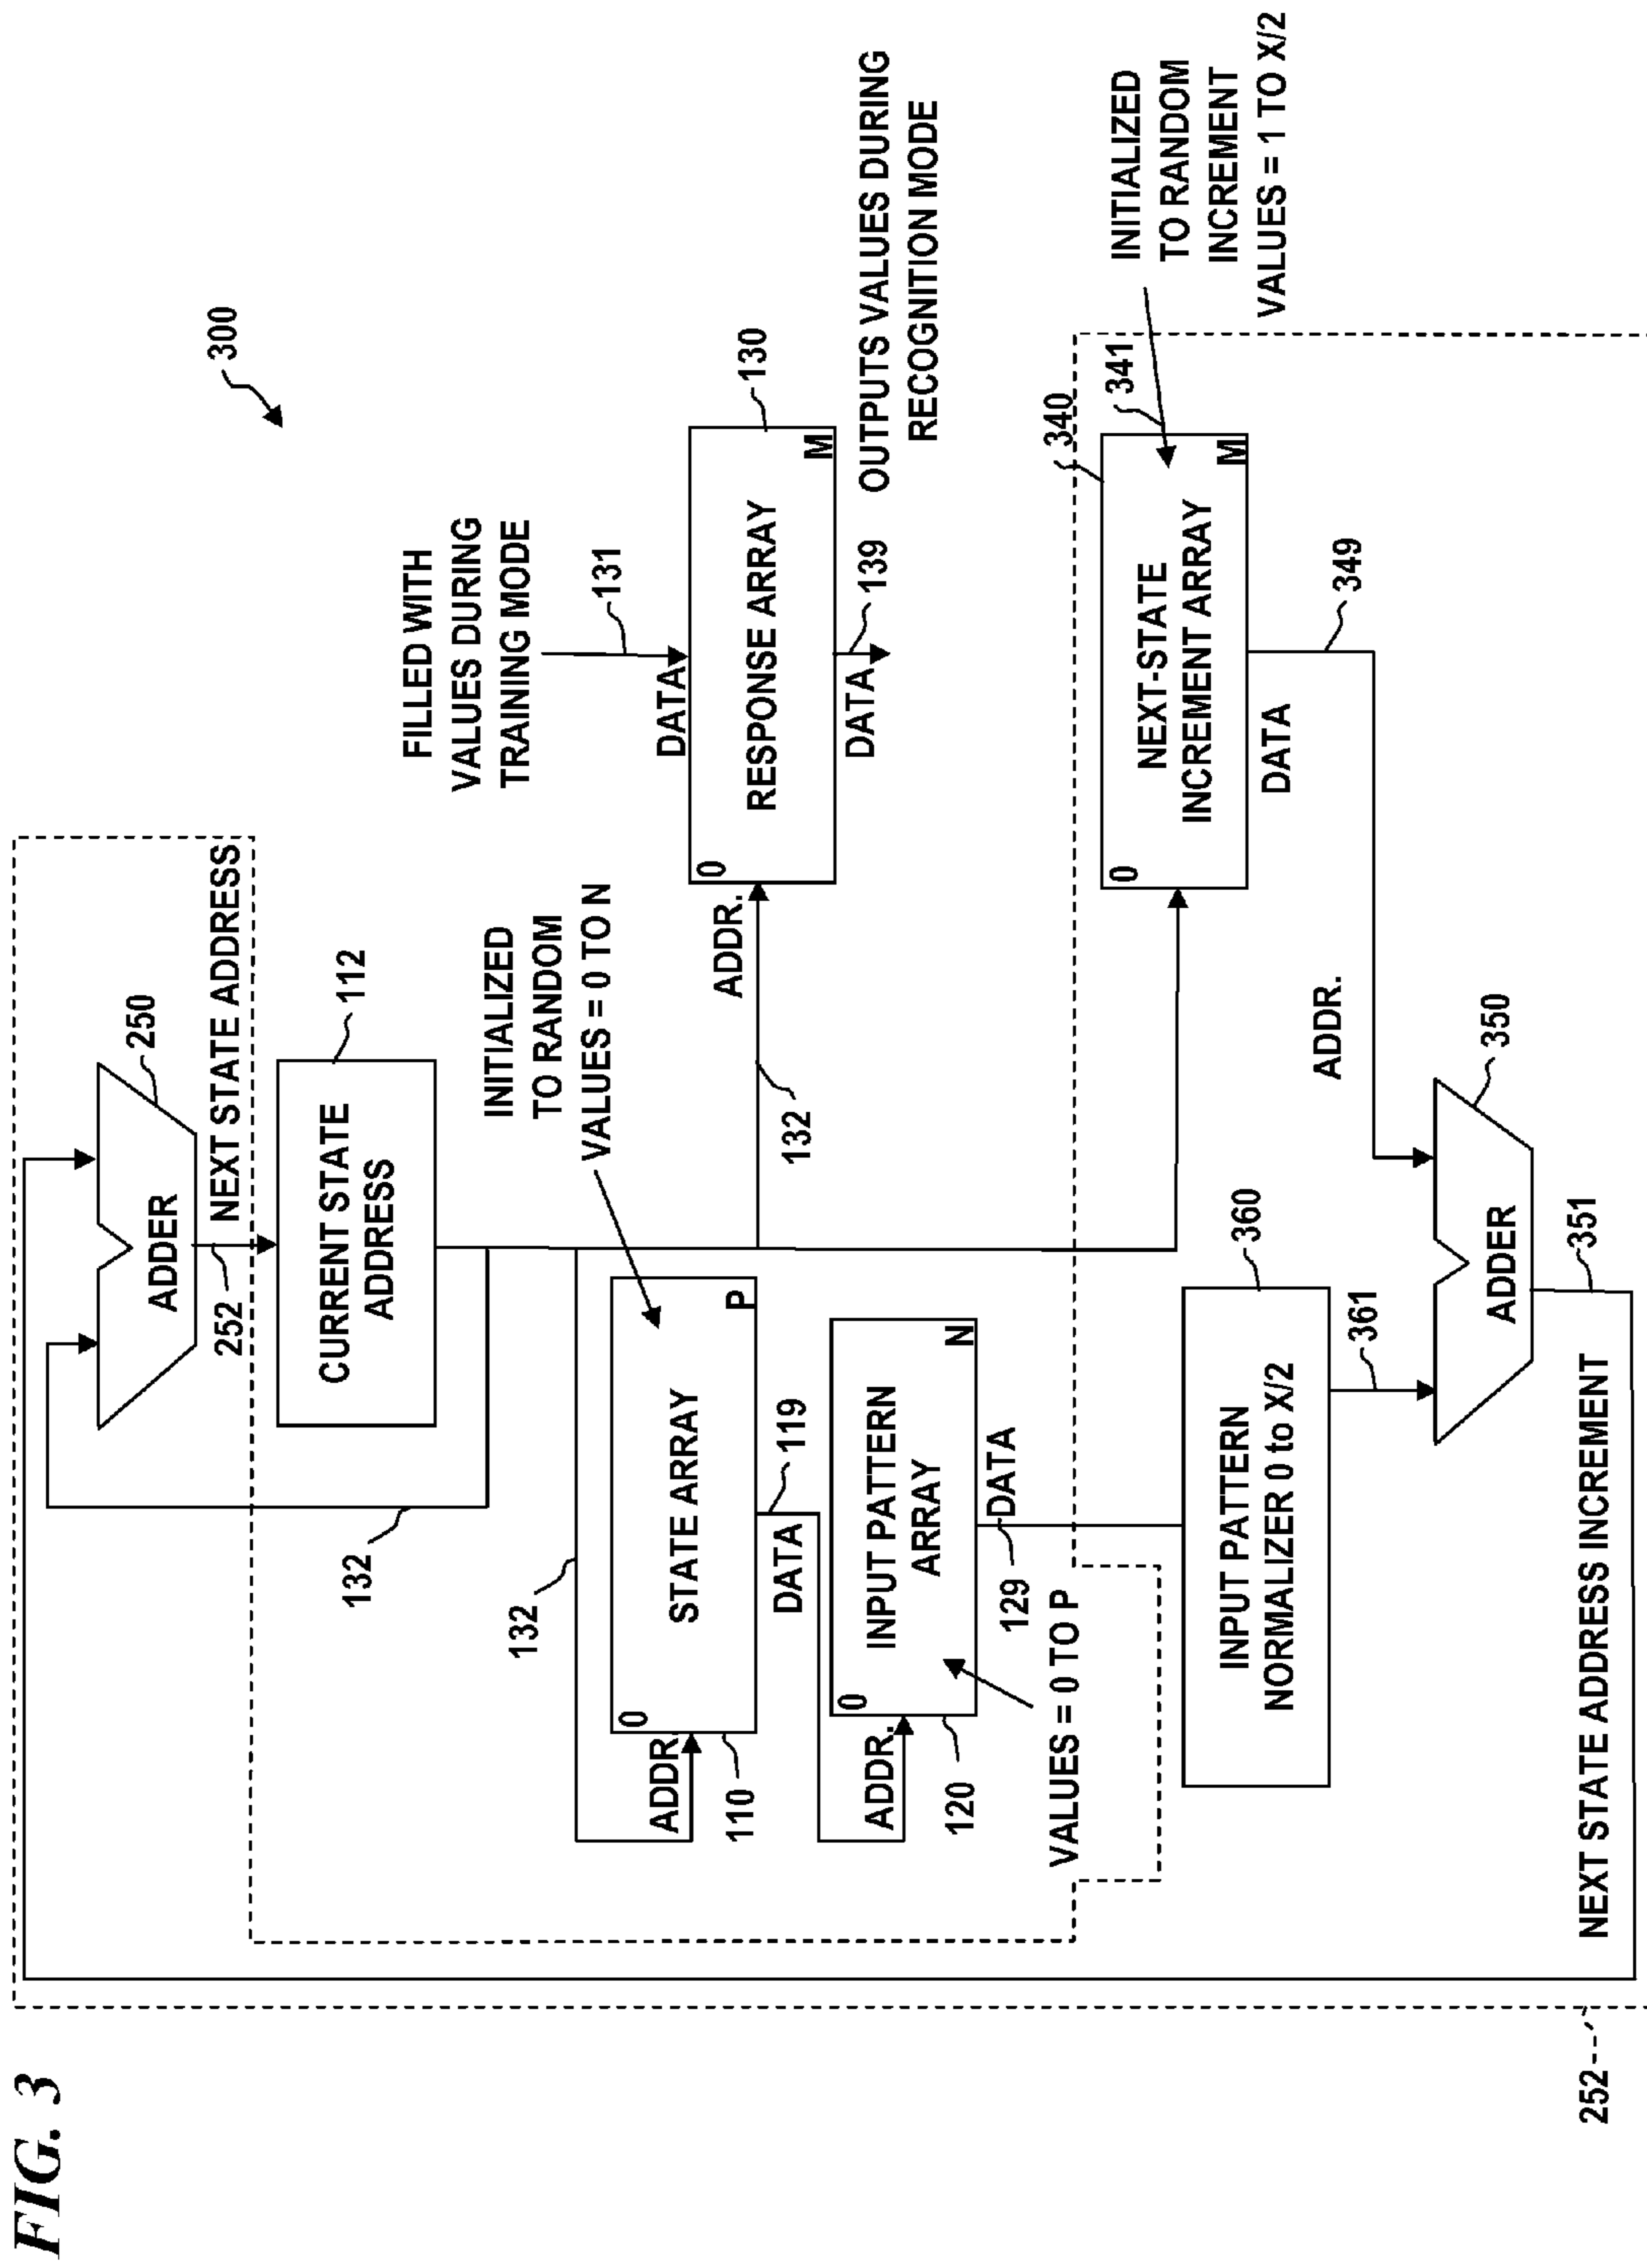 FIG. 3
300
ADDER
250
252
NEXT STATE ADDRESS
CURRENT STATE
ADDRESS
112
132
FILLED WITH
VALUES DURING
TRAINING MODE
131
DATA
INITIALIZED
TO RANDOM
VALUES = 0 TO N
132
0
STATE ARRAY
P
ADDR.
110
DATA
119
ADDR.
132
0
RESPONSE ARRAY
M
130
DATA
139
OUTPUTS VALUES DURING
RECOGNITION MODE
0
INPUT PATTERN
ARRAY
N
ADDR.
120
129
DATA
VALUES = 0 TO P
340
341
0
NEXT-STATE
INCREMENT ARRAY
M
INITIALIZED
TO RANDOM
INCREMENT
VALUES = 1 TO X/2
DATA
349
INPUT PATTERN
NORMALIZER 0 to X/2
360
361
ADDR.
ADDER
350
351
NEXT STATE ADDRESS INCREMENT
252